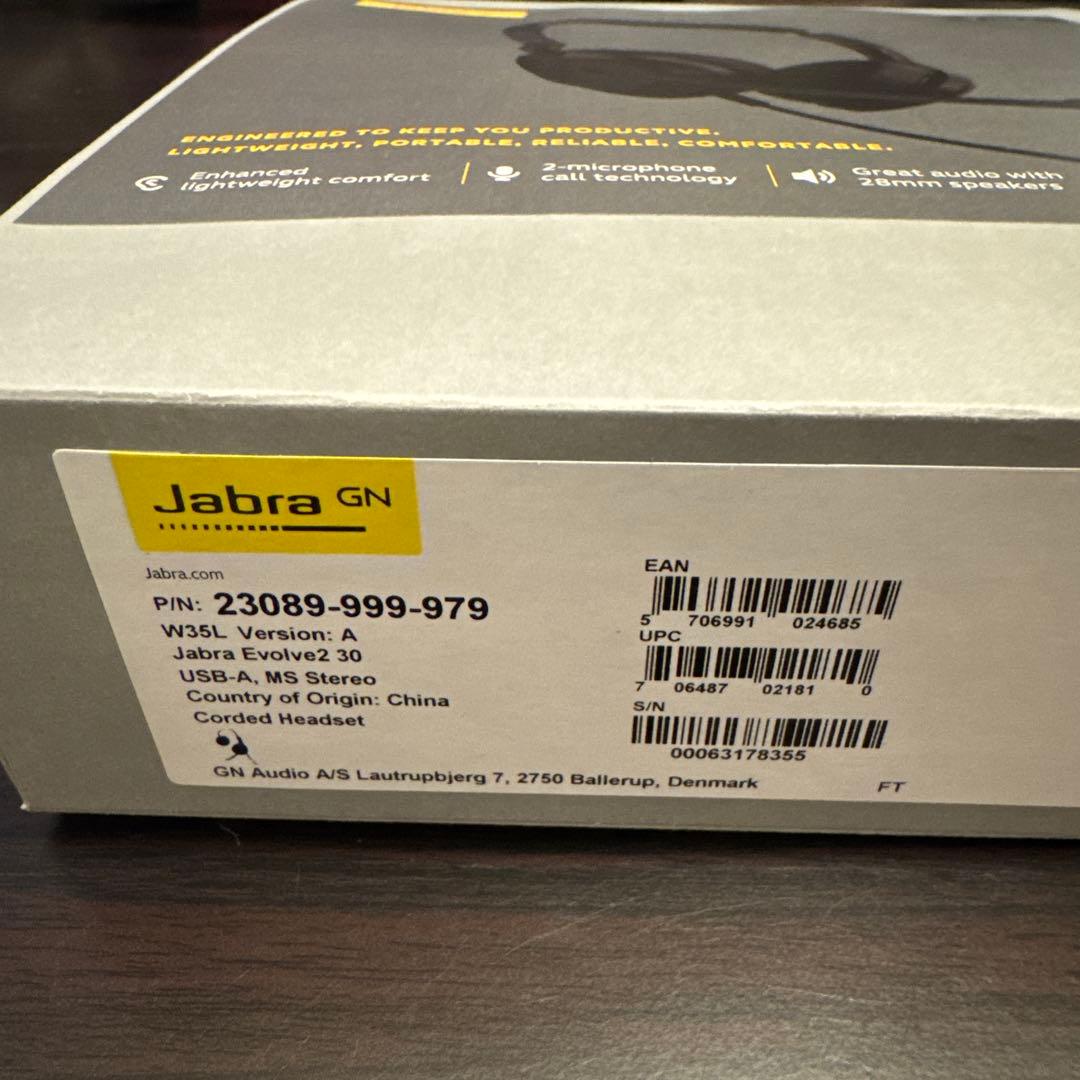 ENGINEERED TO KEEP YOU PRODUCTIVE.
LIGHTWEIGHT, PORTABLE, RELIABLE, COMFORTABLE.
Enhanced
lightweight comfort
2-microphone
call technology
Great audio with
28mm speakers
Jabra GN
Jabra.com
P/N: 23089-999-979
W35L Version: A
Jabra Evolve2 30
USB-A, MS Stereo
Country of Origin: China
Corded Headset
EAN
5 706991 024685
UPC
7 06487 02181 0
S/N
00063178355
GN Audio A/S Lautrupbjerg 7, 2750 Ballerup, Denmark
FT